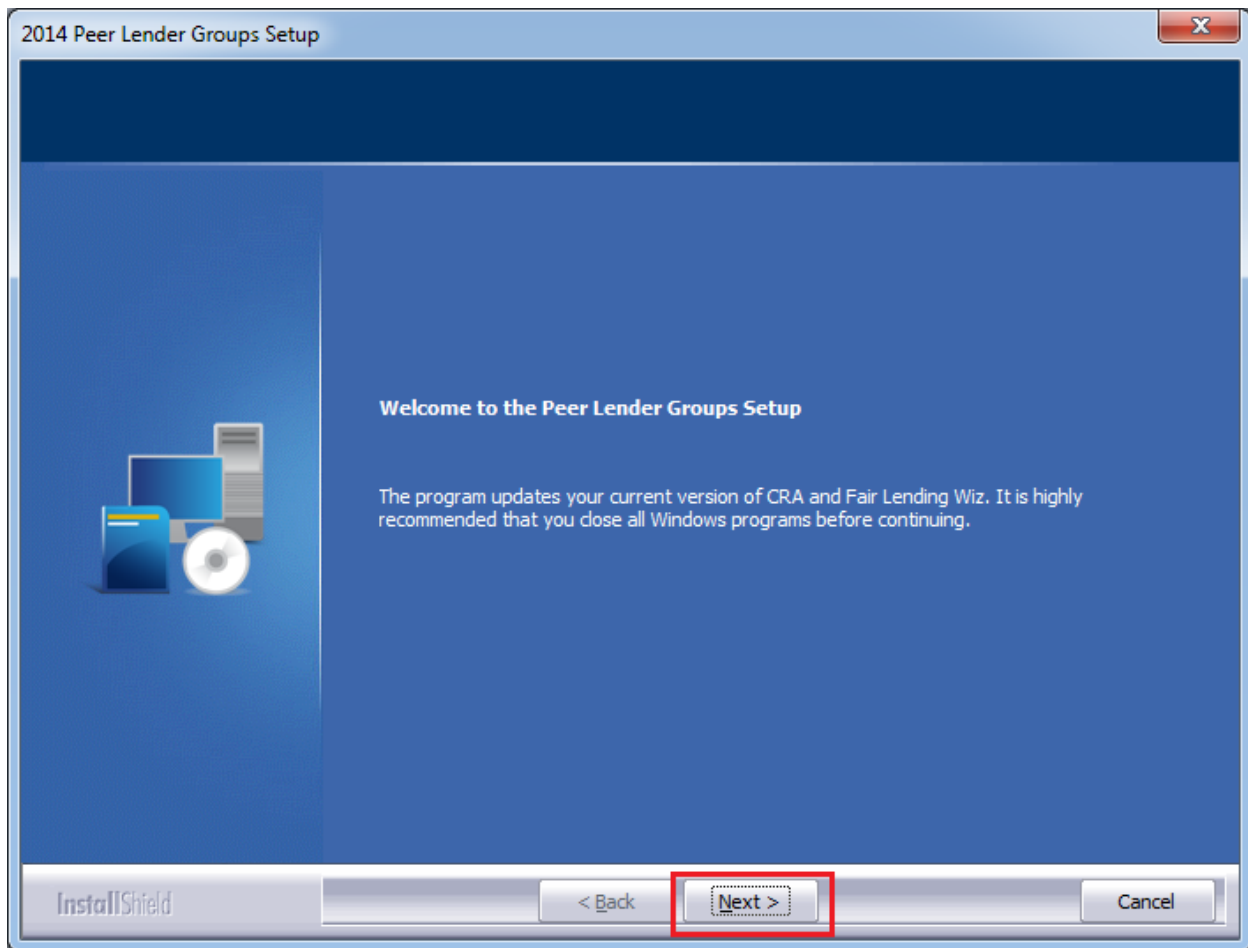 2014 Peer Lender Groups Setup
Welcome to the Peer Lender Groups Setup
The program updates your current version of CRA and Fair Lending Wiz. It is highly
recommended that you close all Windows programs before continuing.
InstallShield
< Back
Next >
Cancel